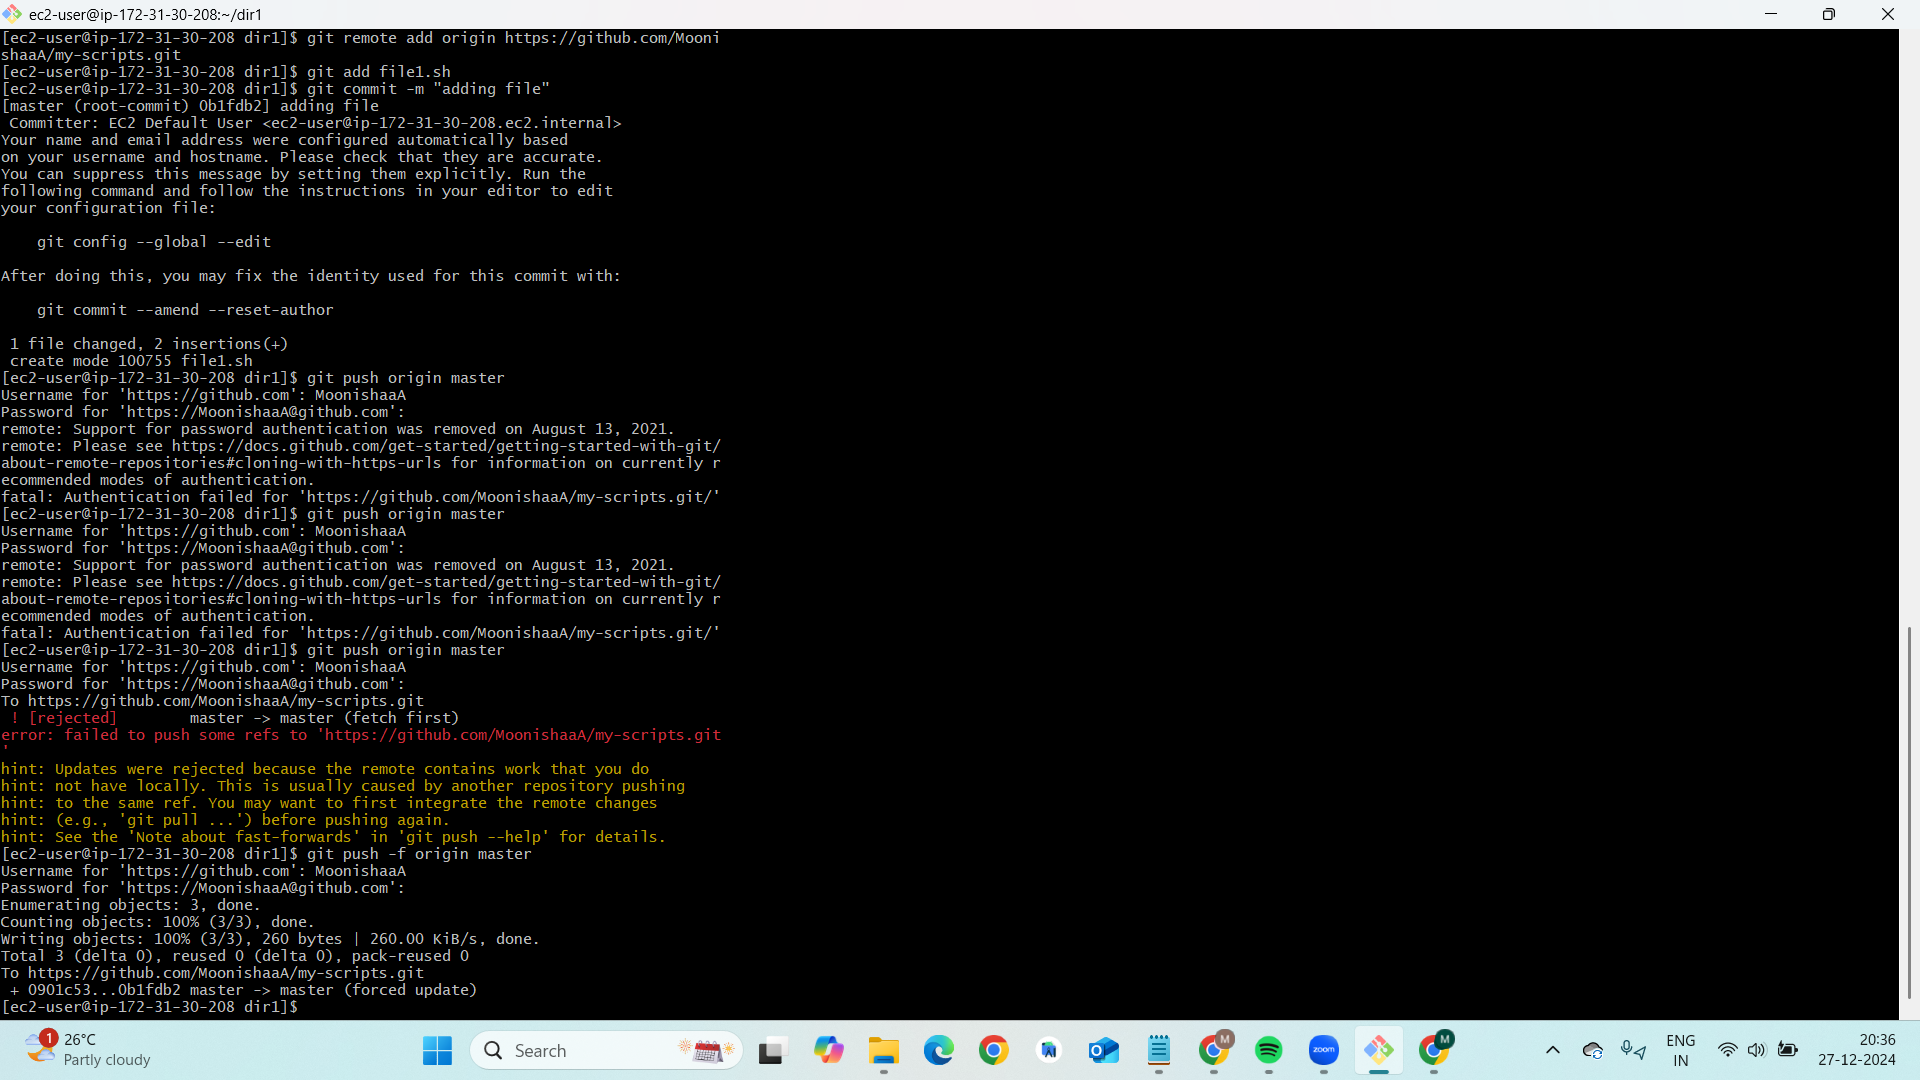 ec2-user@ip-172-31-30-208:~/dir1
[ec2-user@ip-172-31-30-208 dir1]$ git remote add origin https://github.com/Mooni
shaaA/my-scripts.git
[ec2-user@ip-172-31-30-208 dir1]$ git add file1.sh
[ec2-user@ip-172-31-30-208 dir1]$ git commit -m "adding file"
[master (root-commit) 0b1fdb2] adding file
 Committer: EC2 Default User <ec2-user@ip-172-31-30-208.ec2.internal>
Your name and email address were configured automatically based
on your username and hostname. Please check that they are accurate.
You can suppress this message by setting them explicitly. Run the
following command and follow the instructions in your editor to edit
your configuration file:
    git config --global --edit
After doing this, you may fix the identity used for this commit with:
    git commit --amend --reset-author
 1 file changed, 2 insertions(+)
 create mode 100755 file1.sh
[ec2-user@ip-172-31-30-208 dir1]$ git push origin master
Username for 'https://github.com': MoonishaaA
Password for 'https://MoonishaaA@github.com':
remote: Support for password authentication was removed on August 13, 2021.
remote: Please see https://docs.github.com/get-started/getting-started-with-git/
about-remote-repositories#cloning-with-https-urls for information on currently r
ecommended modes of authentication.
fatal: Authentication failed for 'https://github.com/MoonishaaA/my-scripts.git/'
[ec2-user@ip-172-31-30-208 dir1]$ git push origin master
Username for 'https://github.com': MoonishaaA
Password for 'https://MoonishaaA@github.com':
remote: Support for password authentication was removed on August 13, 2021.
remote: Please see https://docs.github.com/get-started/getting-started-with-git/
about-remote-repositories#cloning-with-https-urls for information on currently r
ecommended modes of authentication.
fatal: Authentication failed for 'https://github.com/MoonishaaA/my-scripts.git/'
[ec2-user@ip-172-31-30-208 dir1]$ git push origin master
Username for 'https://github.com': MoonishaaA
Password for 'https://MoonishaaA@github.com':
To https://github.com/MoonishaaA/my-scripts.git
 ! [rejected]        master -> master (fetch first)
error: failed to push some refs to 'https://github.com/MoonishaaA/my-scripts.git
'
hint: Updates were rejected because the remote contains work that you do
hint: not have locally. This is usually caused by another repository pushing
hint: to the same ref. You may want to first integrate the remote changes
hint: (e.g., 'git pull ...') before pushing again.
hint: See the 'Note about fast-forwards' in 'git push --help' for details.
[ec2-user@ip-172-31-30-208 dir1]$ git push -f origin master
Username for 'https://github.com': MoonishaaA
Password for 'https://MoonishaaA@github.com':
Enumerating objects: 3, done.
Counting objects: 100% (3/3), done.
Writing objects: 100% (3/3), 260 bytes | 260.00 KiB/s, done.
Total 3 (delta 0), reused 0 (delta 0), pack-reused 0
To https://github.com/MoonishaaA/my-scripts.git
 + 0901c53...0b1fdb2 master -> master (forced update)
[ec2-user@ip-172-31-30-208 dir1]$
1
26°C
Partly cloudy
Search
M
zoom
M
ENG
IN
20:36
27-12-2024